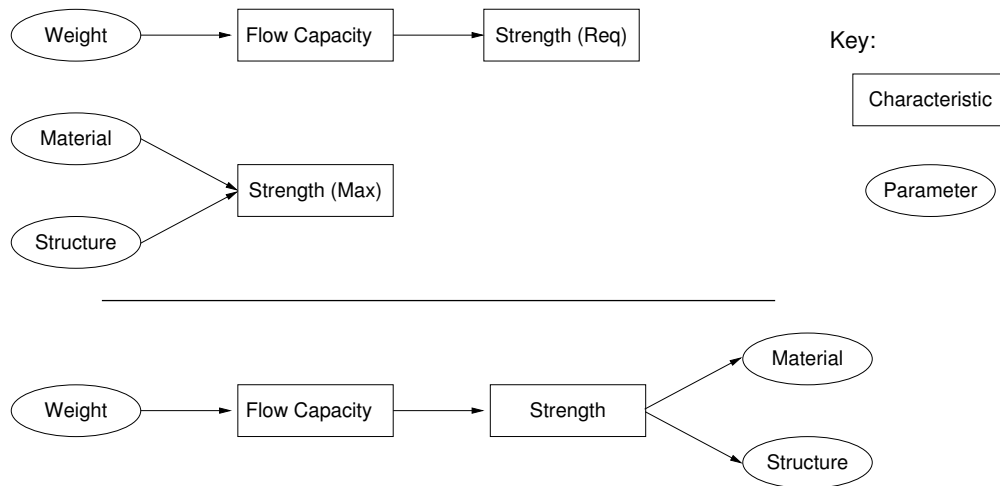 Weight
Flow Capacity
Strength (Req)
Key:
Characteristic
Material
Strength (Max)
Parameter
Structure
Material
Weight
Flow Capacity
Strength
Structure